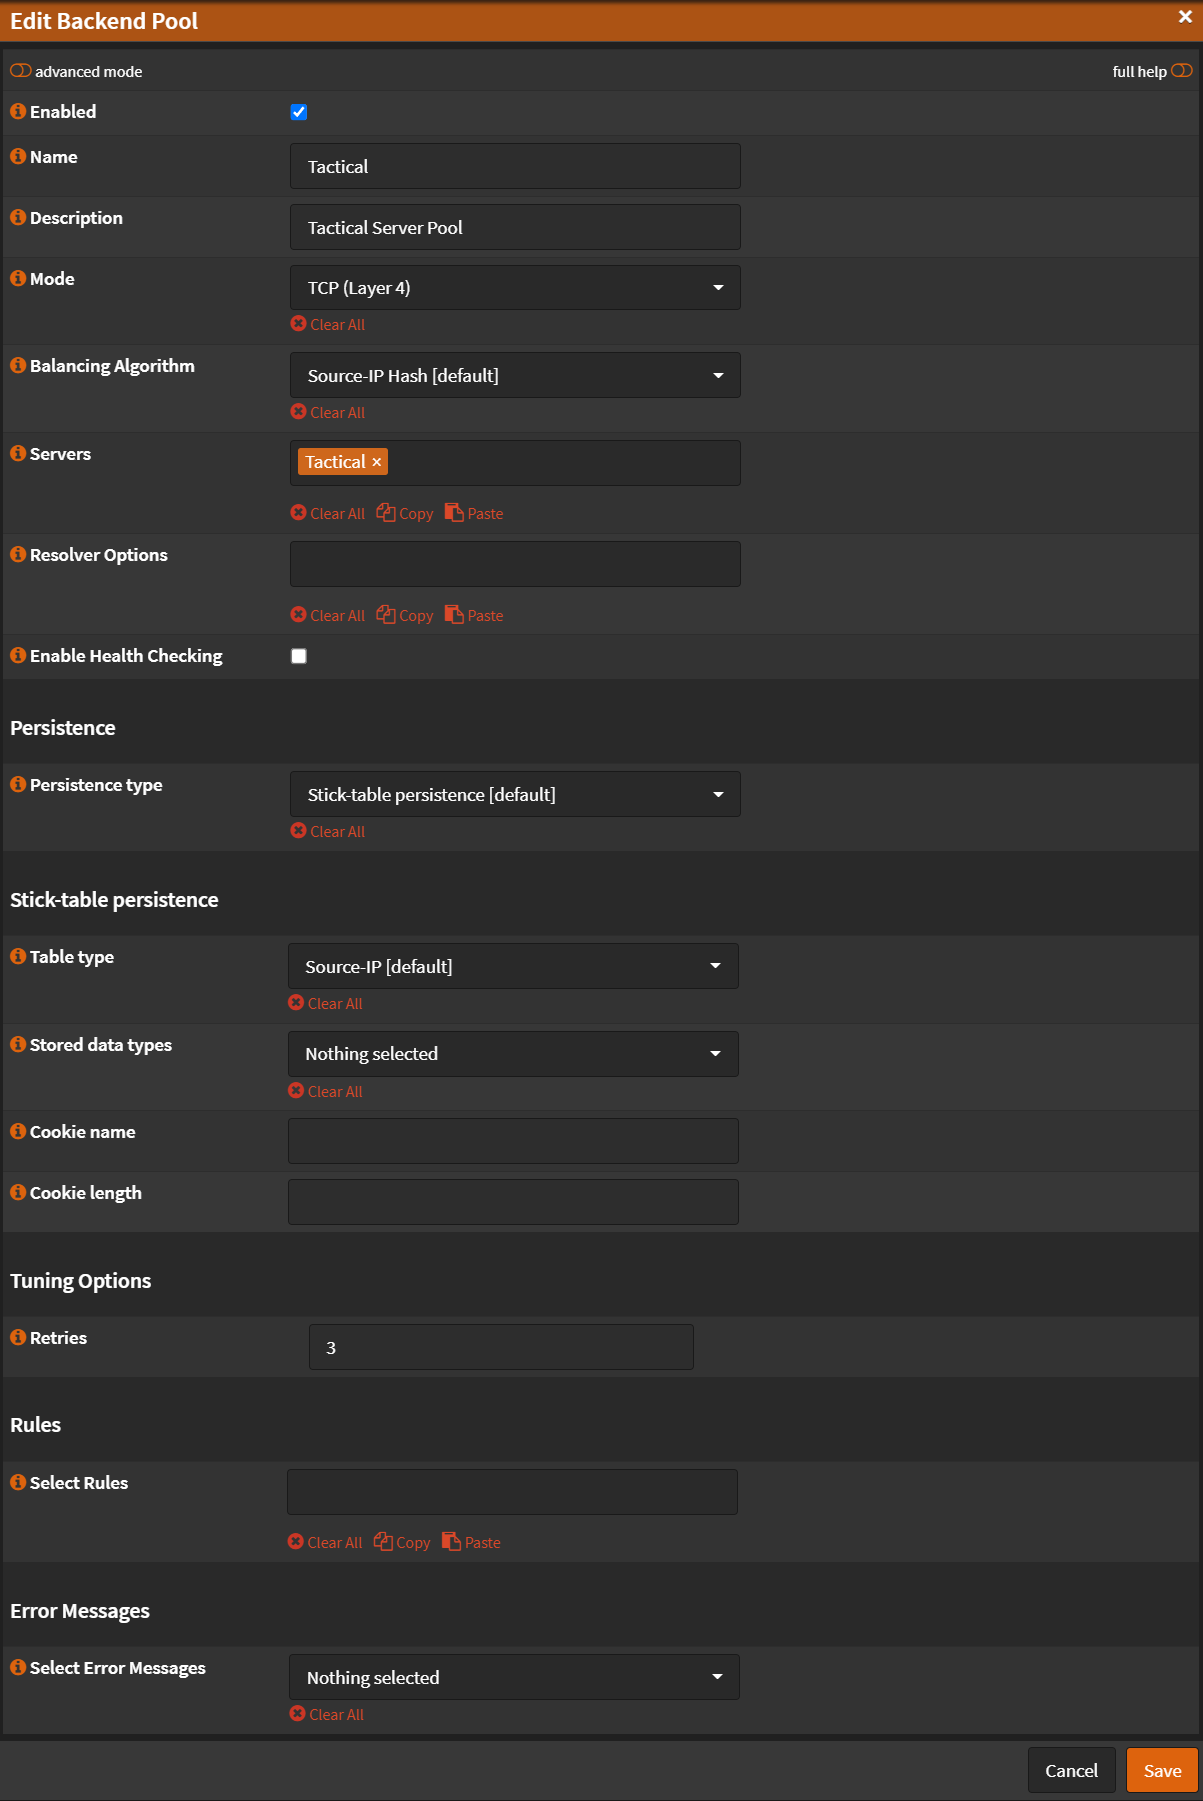 Edit Backend Pool ×
advanced mode full help
Enabled
Name Tactical
Description Tactical Server Pool
Mode TCP (Layer 4)
Clear All
Balancing Algorithm Source-IP Hash [default]
Clear All
Servers Tactical ×
Clear All Copy Paste
Resolver Options
Clear All Copy Paste
Enable Health Checking
Persistence
Persistence type Stick-table persistence [default]
Clear All
Stick-table persistence
Table type Source-IP [default]
Clear All
Stored data types Nothing selected
Clear All
Cookie name
Cookie length
Tuning Options
Retries 3
Rules
Select Rules
Clear All Copy Paste
Error Messages
Select Error Messages Nothing selected
Clear All
Cancel Save